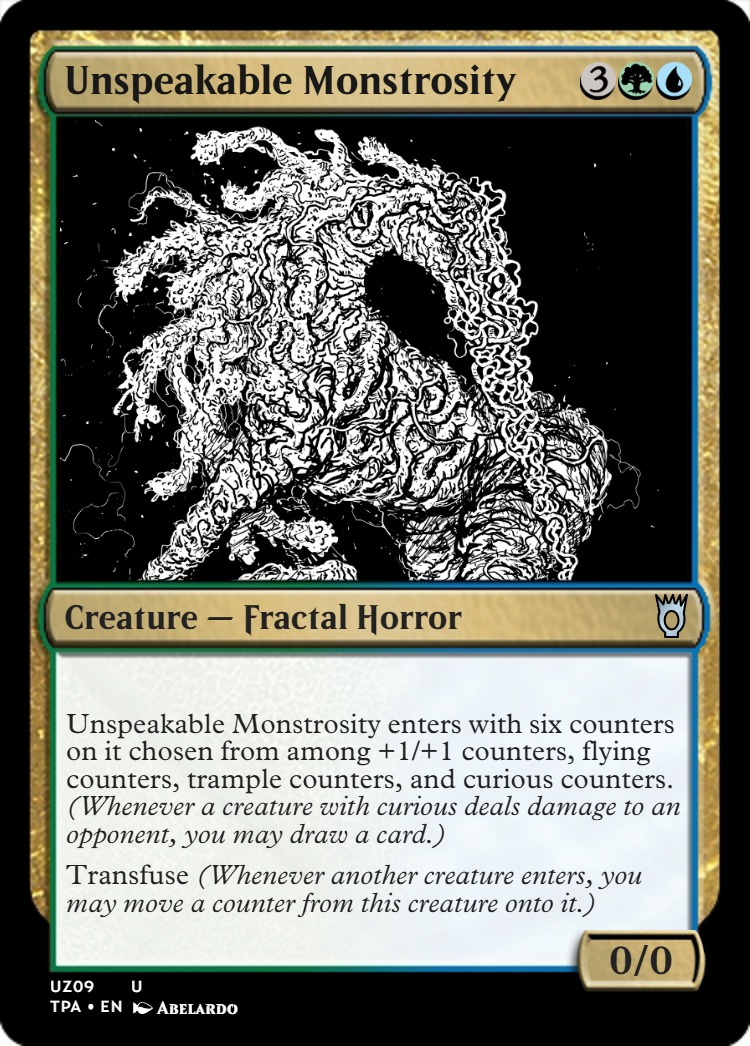 Unspeakable Monstrosity 3
Creature — Fractal Horror
Unspeakable Monstrosity enters with six counters
on it chosen from among +1/+1 counters, flying
counters, trample counters, and curious counters.
(Whenever a creature with curious deals damage to an
opponent, you may draw a card.)
Transfuse (Whenever another creature enters, you
may move a counter from this creature onto it.)
0/0
UZ09 U
TPA • EN Abelardo